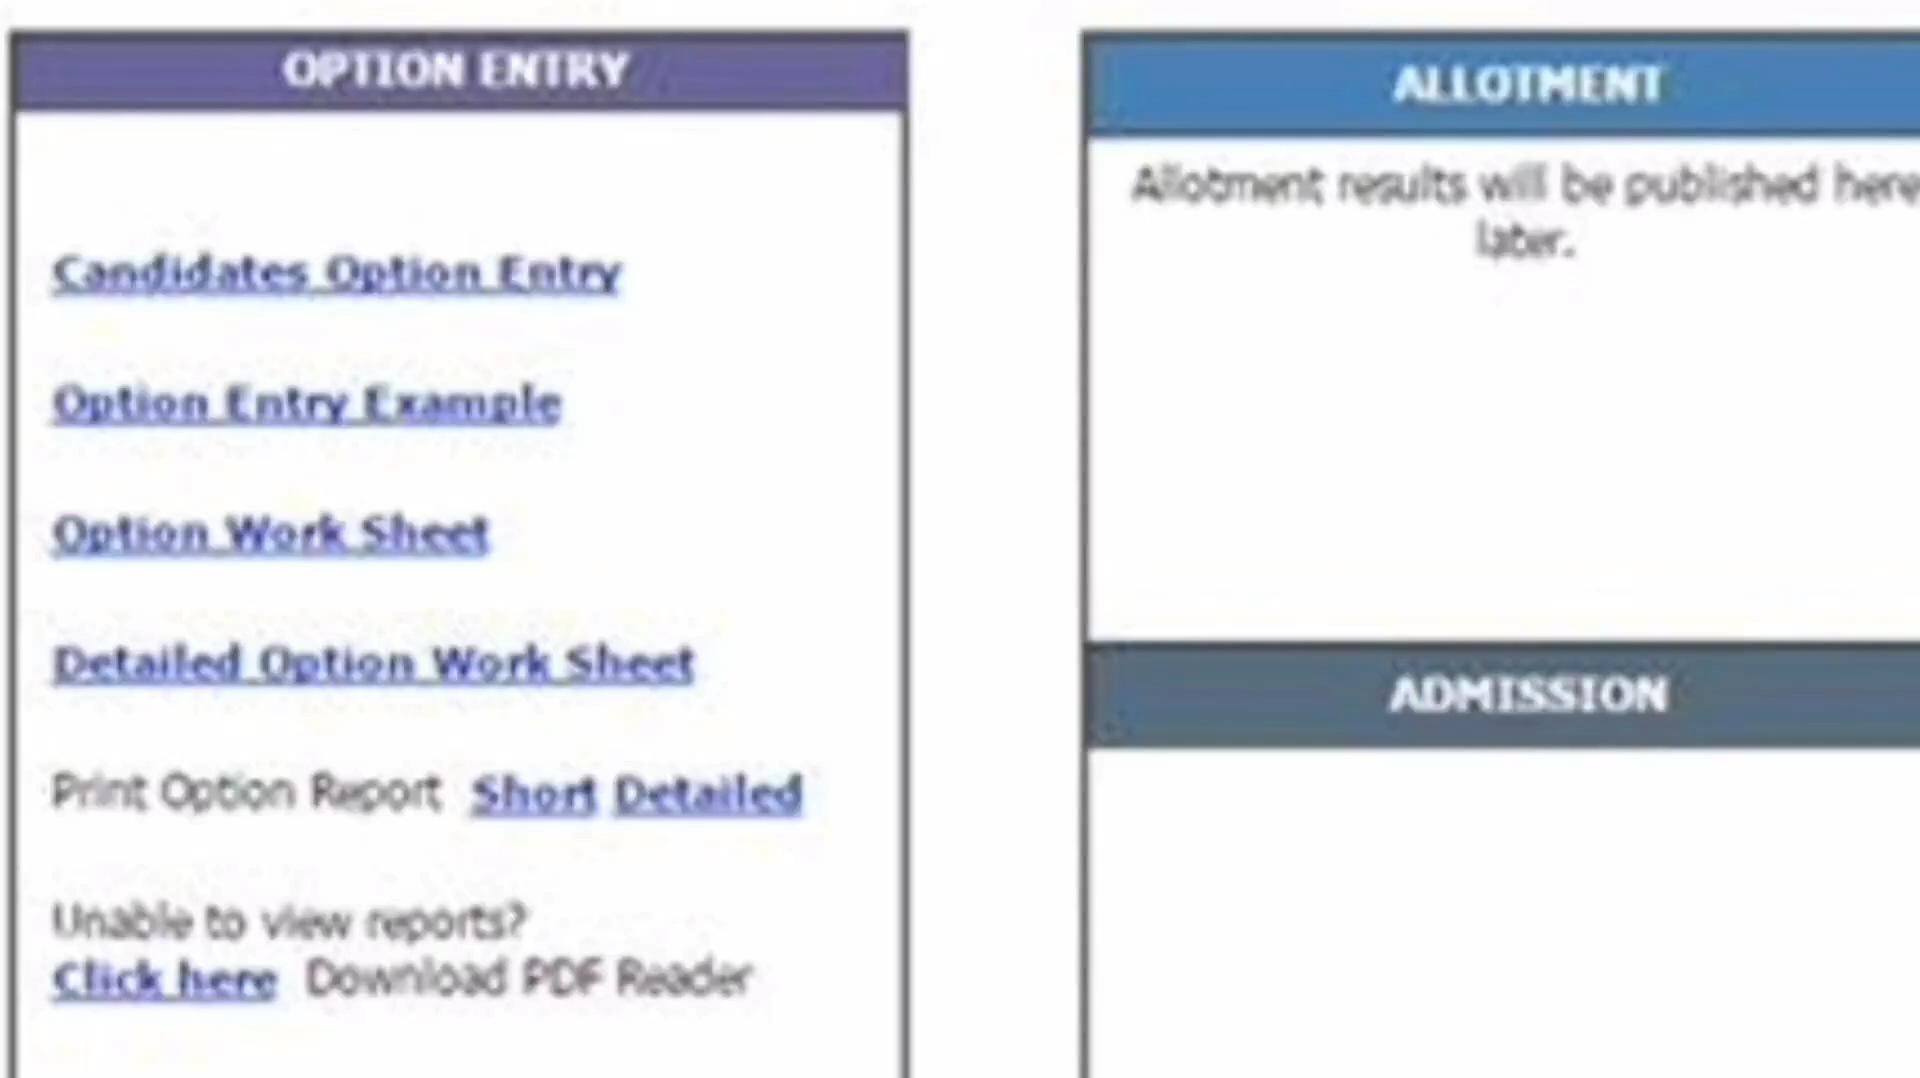 OPTION ENTRY
Candidates Option Entry
Option Entry Example
Option Work Sheet
Detailed Option Work Sheet
Print Option Report Short Detailed
Unable to view reports?
Click here Download PDF Reader
ALLOTMENT
Allotment results will be published here
later.
ADMISSION